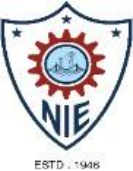 NIE
ESTD . 1946